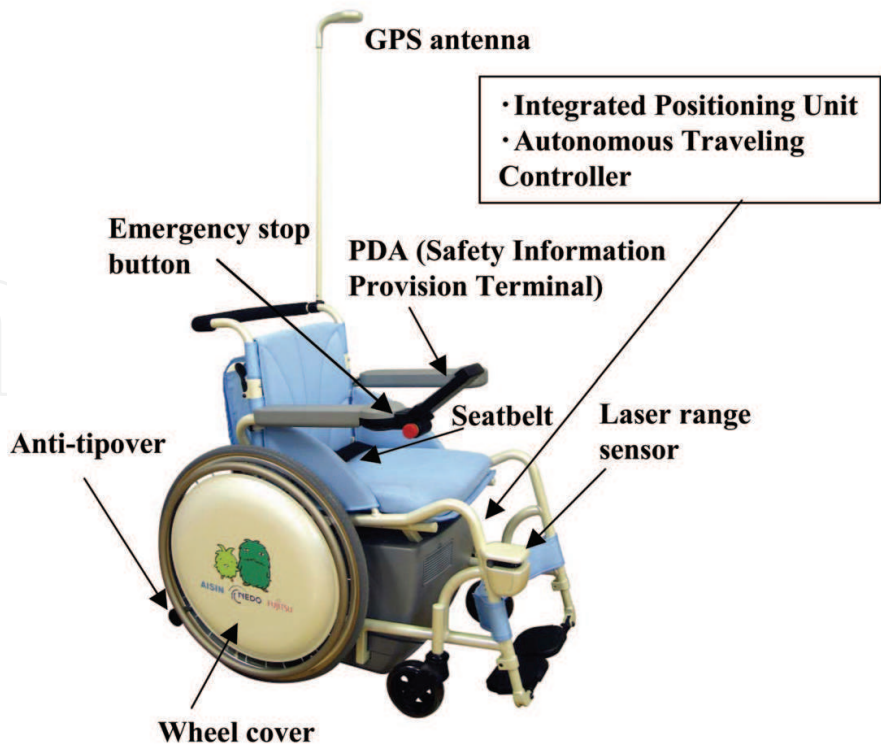 GPS antenna
・Integrated Positioning Unit
・Autonomous Traveling
Controller
Emergency stop
button
PDA (Safety Information
Provision Terminal)
Seatbelt
Laser range
sensor
Anti-tipover
AISIN NEDO FUJITSU
Wheel cover